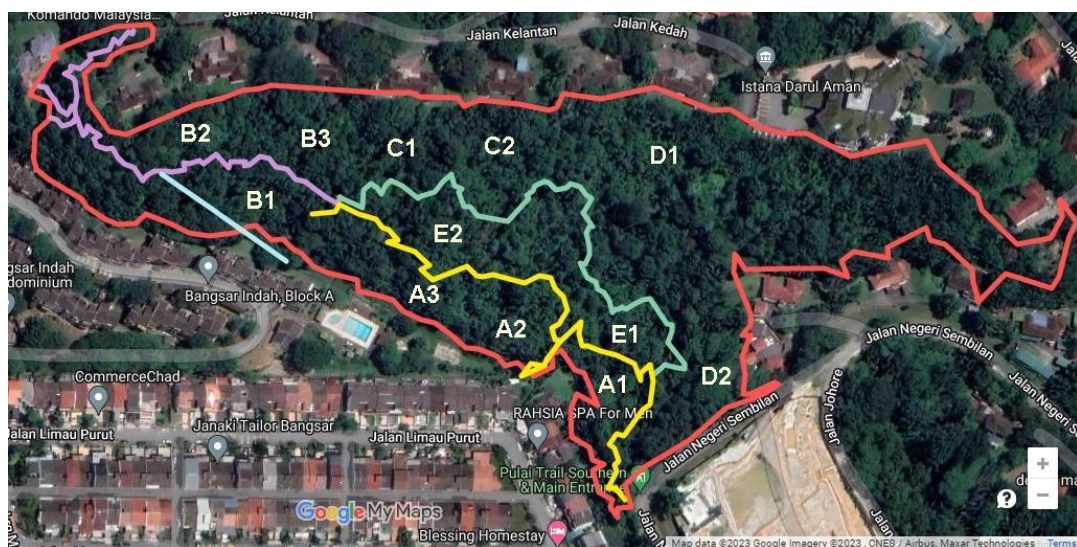 Komando Malaysia...
Jalan Kelantan
Jalan Kedah
Istana Darul Aman
B2
B3
C1
C2
D1
B1
E2
A3
A2
E1
A1
D2
Bangsar Indah, Block A
CommerceChad
Janaki Tailor Bangsar
Jalan Limau Purut
Jalan Limau Purut
RAHSIA SPA For Men
Pulai Trail Southern
& Main Entrance
Jalan Negeri Sembilan
Jalan Negeri Sembilan
Jalan Johore
Google My Maps
Blessing Homestay
+
−
?
Map data ©2023 Google Imagery ©2023 , CNES / Airbus, Maxar Technologies
Terms